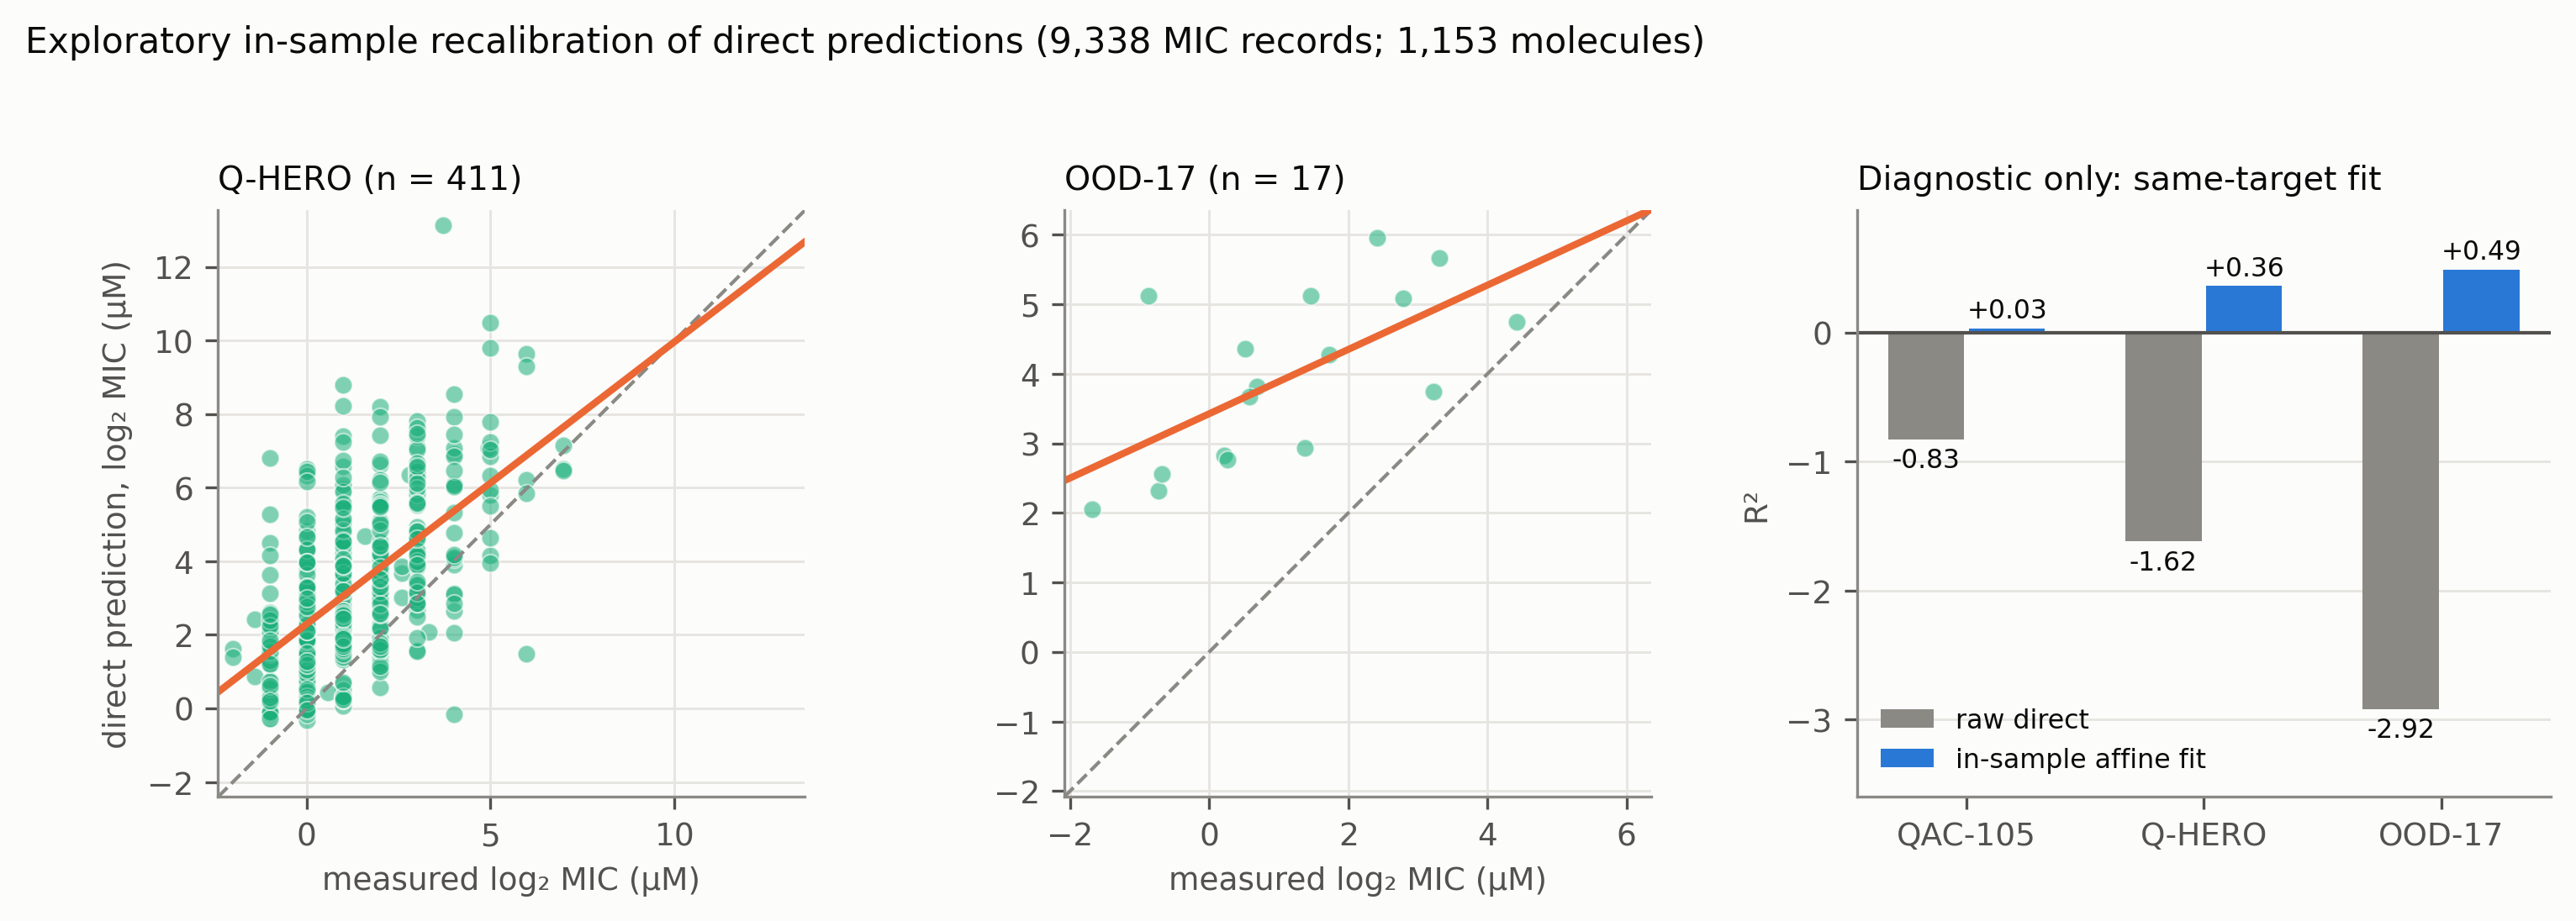 Exploratory in-sample recalibration of direct predictions (9,338 MIC records; 1,153 molecules)
Q-HERO (n = 411)
direct prediction, log₂ MIC (µM)
12
10
8
6
4
2
0
−2
0
5
10
measured log₂ MIC (µM)
OOD-17 (n = 17)
6
5
4
3
2
1
0
−1
−2
−2
0
2
4
6
measured log₂ MIC (µM)
Diagnostic only: same-target fit
R²
0
−1
−2
−3
-0.83
+0.03
-1.62
+0.36
-2.92
+0.49
raw direct
in-sample affine fit
QAC-105
Q-HERO
OOD-17